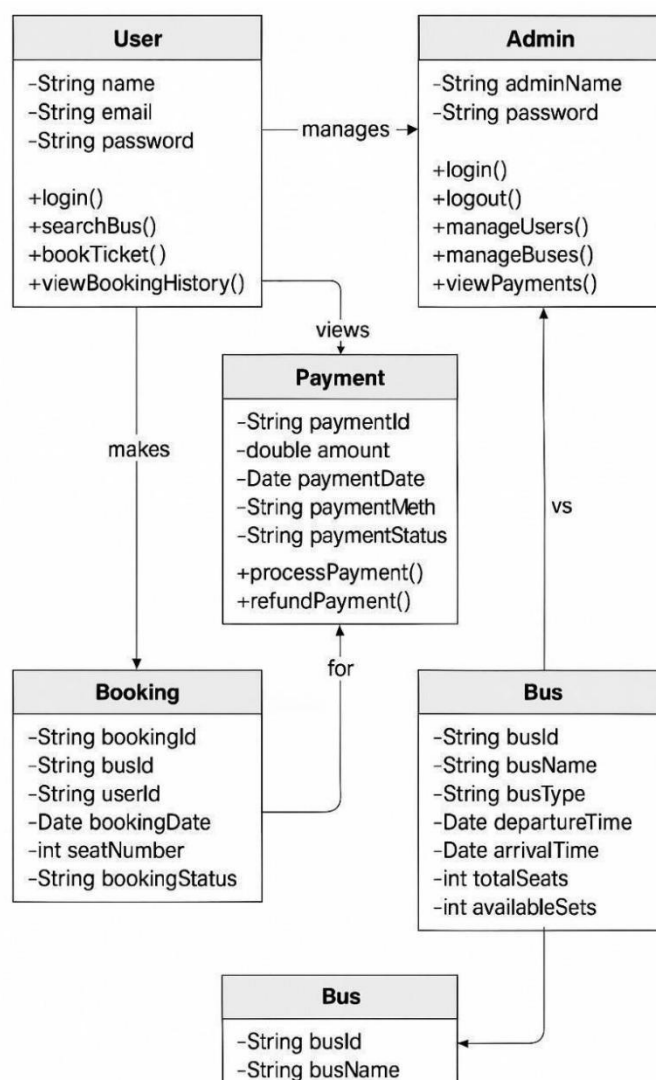 User
-String name
-String email
-String password
+login()
+searchBus()
+bookTicket()
+viewBookingHistory()
manages
Admin
-String adminName
-String password
+login()
+logout()
+manageUsers()
+manageBuses()
+viewPayments()
views
makes
Payment
-String paymentId
-double amount
-Date paymentDate
-String paymentMeth
-String paymentStatus
+processPayment()
+refundPayment()
vs
for
Booking
-String bookingId
-String busId
-String userId
-Date bookingDate
-int seatNumber
-String bookingStatus
Bus
-String busId
-String busName
-String busType
-Date departureTime
-Date arrivalTime
-int totalSeats
-int availableSets
Bus
-String busId
-String busName